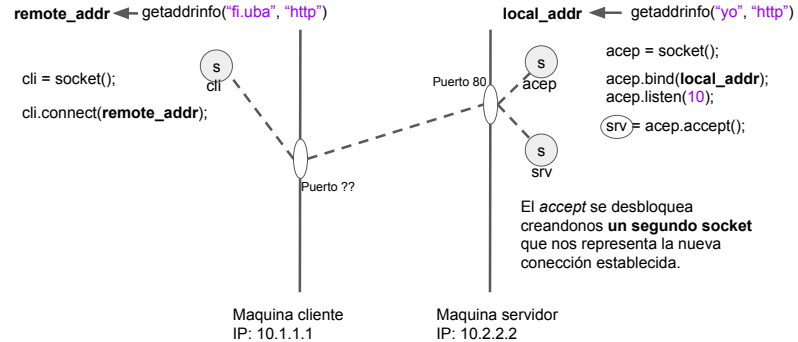 remote_addr getaddrinfo(“fi.uba”, “http”)
local_addr getaddrinfo(“yo”, “http”)
s
cli
cli = socket();
cli.connect(remote_addr);
Puerto ??
Puerto 80
s
acep
s
srv
acep = socket();
acep.bind(local_addr);
acep.listen(10);
srv = acep.accept();
El accept se desbloquea
creandonos un segundo socket
que nos representa la nueva
conección establecida.
Maquina cliente
IP: 10.1.1.1
Maquina servidor
IP: 10.2.2.2